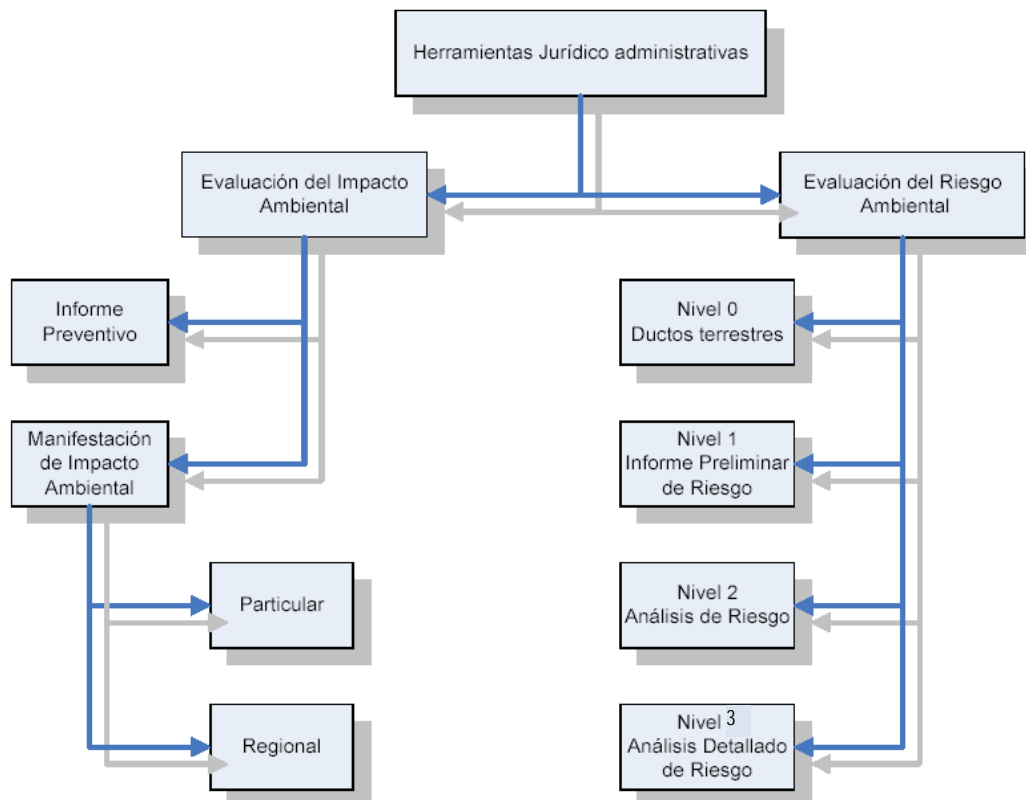 Herramientas Jurídico administrativas
Evaluación del Impacto
Ambiental
Evaluación del Riesgo
Ambiental
Informe
Preventivo
Nivel 0
Ductos terrestres
Manifestación
de Impacto
Ambiental
Nivel 1
Informe Preliminar
de Riesgo
Particular
Nivel 2
Análisis de Riesgo
Regional
Nivel 3
Análisis Detallado
de Riesgo